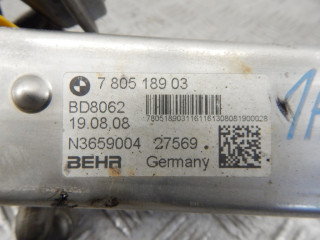 7 805 189 03
BD8062
19.08.08
N3659004 27569
BEHR Germany